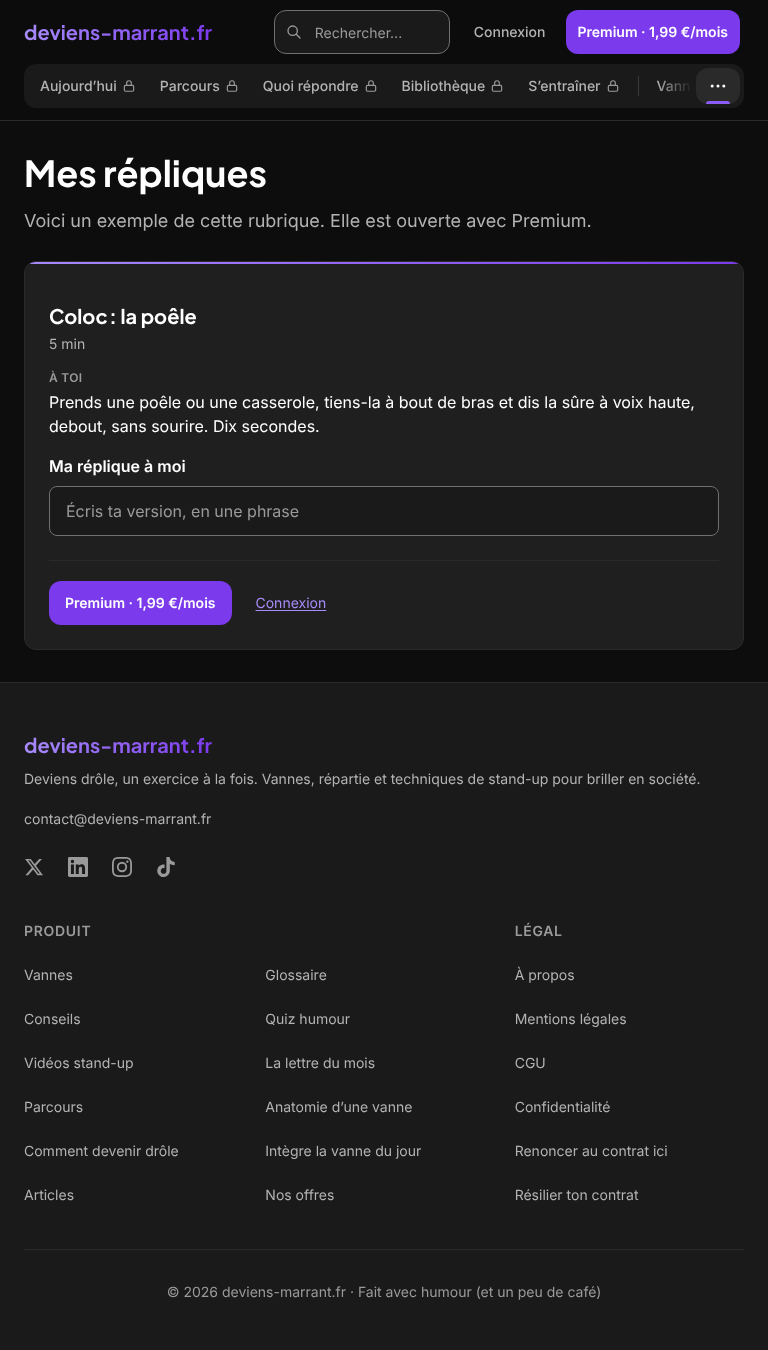 deviens-marrant.fr
Rechercher...
Connexion
Premium · 1,99 €/mois
Aujourd’hui
Parcours
Quoi répondre
Bibliothèque
S’entraîner
Vann
Mes répliques
Voici un exemple de cette rubrique. Elle est ouverte avec Premium.
Coloc : la poêle
5 min
À TOI
Prends une poêle ou une casserole, tiens-la à bout de bras et dis la sûre à voix haute,
debout, sans sourire. Dix secondes.
Ma réplique à moi
Écris ta version, en une phrase
Premium · 1,99 €/mois
Connexion
deviens-marrant.fr
Deviens drôle, un exercice à la fois. Vannes, répartie et techniques de stand-up pour briller en société.
contact@deviens-marrant.fr
PRODUIT
Vannes
Conseils
Vidéos stand-up
Parcours
Comment devenir drôle
Articles
Glossaire
Quiz humour
La lettre du mois
Anatomie d’une vanne
Intègre la vanne du jour
Nos offres
LÉGAL
À propos
Mentions légales
CGU
Confidentialité
Renoncer au contrat ici
Résilier ton contrat
© 2026 deviens-marrant.fr · Fait avec humour (et un peu de café)